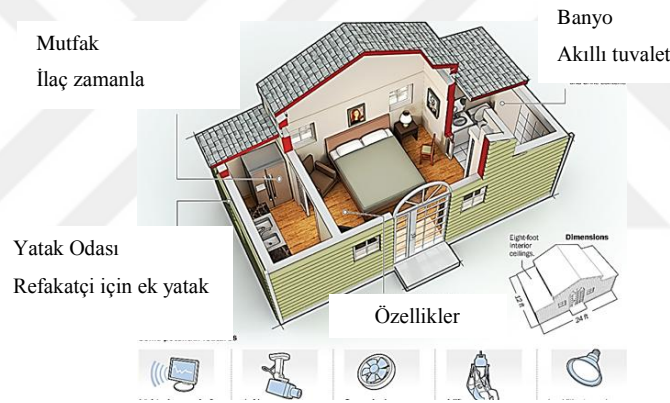 Mutfak
İlaç zamanla
Banyo
Akıllı tuvalet
Yatak Odası
Refakatçi için ek yatak
Özellikler
Eight-foot
interior
ceilings.
Dimensions
12 ft
24 ft